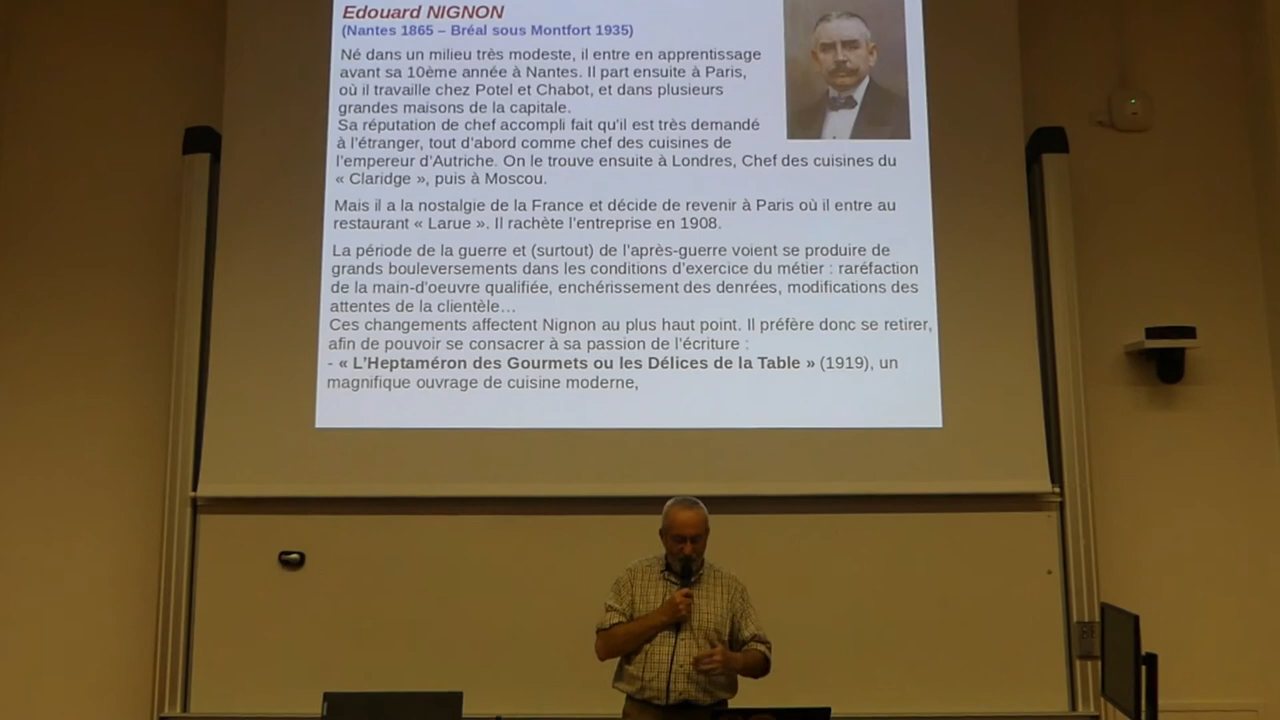 Edouard NIGNON
(Nantes 1865 – Bréal sous Montfort 1935)
Né dans un milieu très modeste, il entre en apprentissage
avant sa 10ème année à Nantes. Il part ensuite à Paris,
où il travaille chez Potel et Chabot, et dans plusieurs
grandes maisons de la capitale.
Sa réputation de chef accompli fait qu'il est très demandé
à l'étranger, tout d'abord comme chef des cuisines de
l'empereur d'Autriche. On le trouve ensuite à Londres, Chef des cuisines du
« Claridge », puis à Moscou.
Mais il a la nostalgie de la France et décide de revenir à Paris où il entre au
restaurant « Larue ». Il rachète l'entreprise en 1908.
La période de la guerre et (surtout) de l'après-guerre voient se produire de
grands bouleversements dans les conditions d'exercice du métier : raréfaction
de la main-d'oeuvre qualifiée, enchérissement des denrées, modifications des
attentes de la clientèle…
Ces changements affectent Nignon au plus haut point. Il préfère donc se retirer,
afin de pouvoir se consacrer à sa passion de l'écriture :
- « L'Heptaméron des Gourmets ou les Délices de la Table » (1919), un
magnifique ouvrage de cuisine moderne,